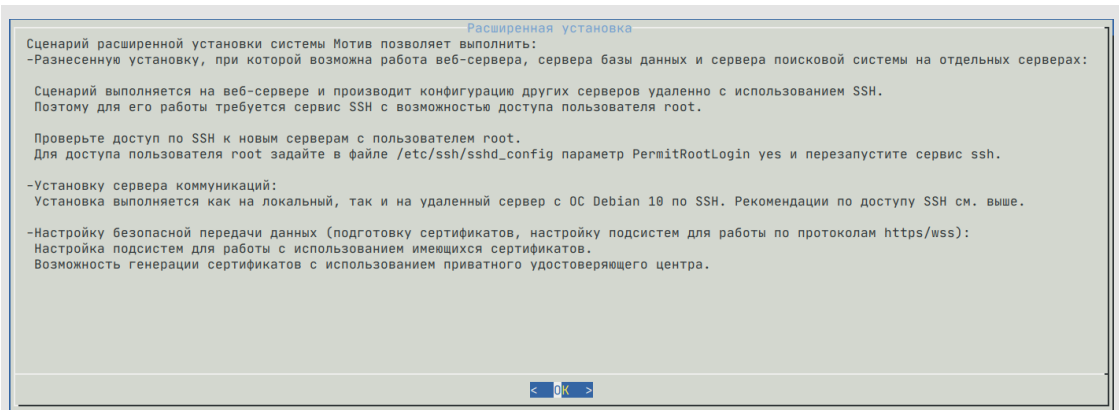 Расширенная установка
Сценарий расширенной установки системы Мотив позволяет выполнить:
-Разнесенную установку, при которой возможна работа веб-сервера, сервера базы данных и сервера поисковой системы на отдельных серверах:
Сценарий выполняется на веб-сервере и производит конфигурацию других серверов удаленно с использованием SSH.
Поэтому для его работы требуется сервис SSH с возможностью доступа пользователя root.
Проверьте доступ по SSH к новым серверам с пользователем root.
Для доступа пользователя root задайте в файле /etc/ssh/sshd_config параметр PermitRootLogin yes и перезапустите сервис ssh.
-Установку сервера коммуникаций:
Установка выполняется как на локальный, так и на удаленный сервер с ОС Debian 10 по SSH. Рекомендации по доступу SSH см. выше.
-Настройку безопасной передачи данных (подготовку сертификатов, настройку подсистем для работы по протоколам https/wss):
Настройка подсистем для работы с использованием имеющихся сертификатов.
Возможность генерации сертификатов с использованием приватного удостоверяющего центра.
< OK >